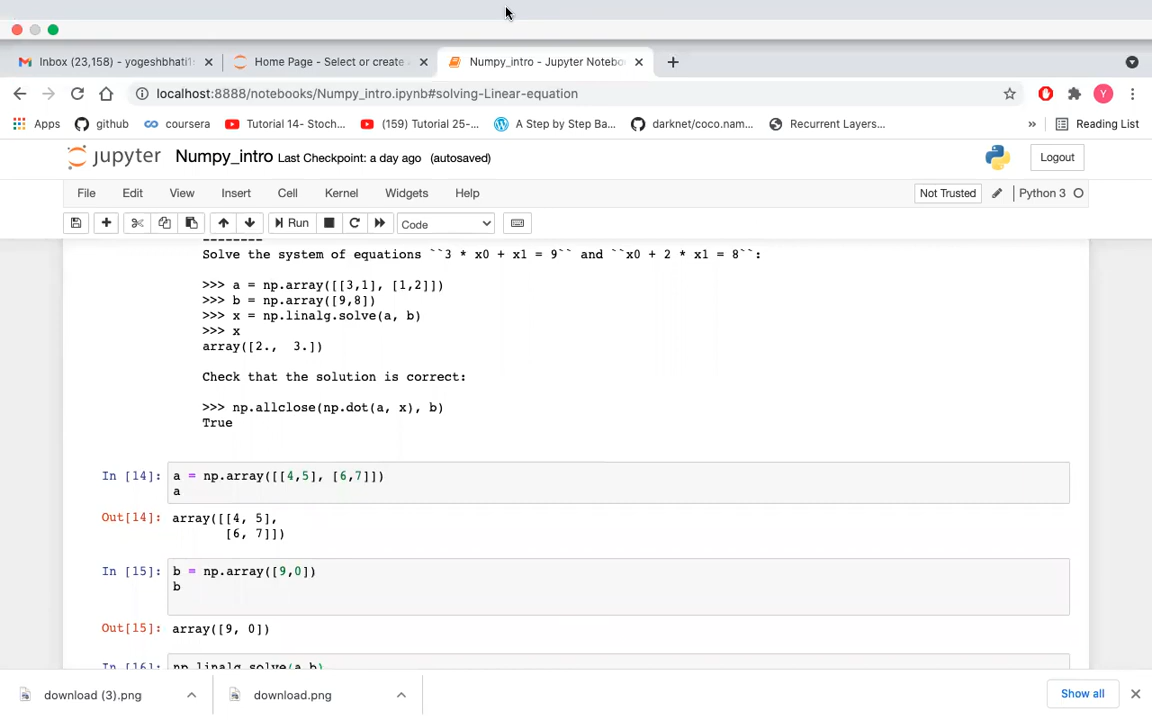 Inbox (23,158) - yogeshbhati1
Home Page - Select or create
Numpy_intro - Jupyter Notebo
localhost:8888/notebooks/Numpy_intro.ipynb#solving-Linear-equation
Y
Apps
github
coursera
Tutorial 14- Stoch...
(159) Tutorial 25-...
A Step by Step Ba...
darknet/coco.nam...
Recurrent Layers...
»
Reading List
jupyter Numpy_intro Last Checkpoint: a day ago (autosaved)
Logout
File Edit View Insert Cell Kernel Widgets Help
Not Trusted
Python 3
Run
Code
--------
Solve the system of equations ``3 * x0 + x1 = 9`` and ``x0 + 2 * x1 = 8``:
>>> a = np.array([[3,1], [1,2]])
>>> b = np.array([9,8])
>>> x = np.linalg.solve(a, b)
>>> x
array([2.,  3.])
Check that the solution is correct:
>>> np.allclose(np.dot(a, x), b)
True
In [14]: a = np.array([[4,5], [6,7]])
a
Out[14]: array([[4, 5],
[6, 7]])
In [15]: b = np.array([9,0])
b
Out[15]: array([9, 0])
In [16]: np.linalg.solve(a,b)
download (3).png
download.png
Show all